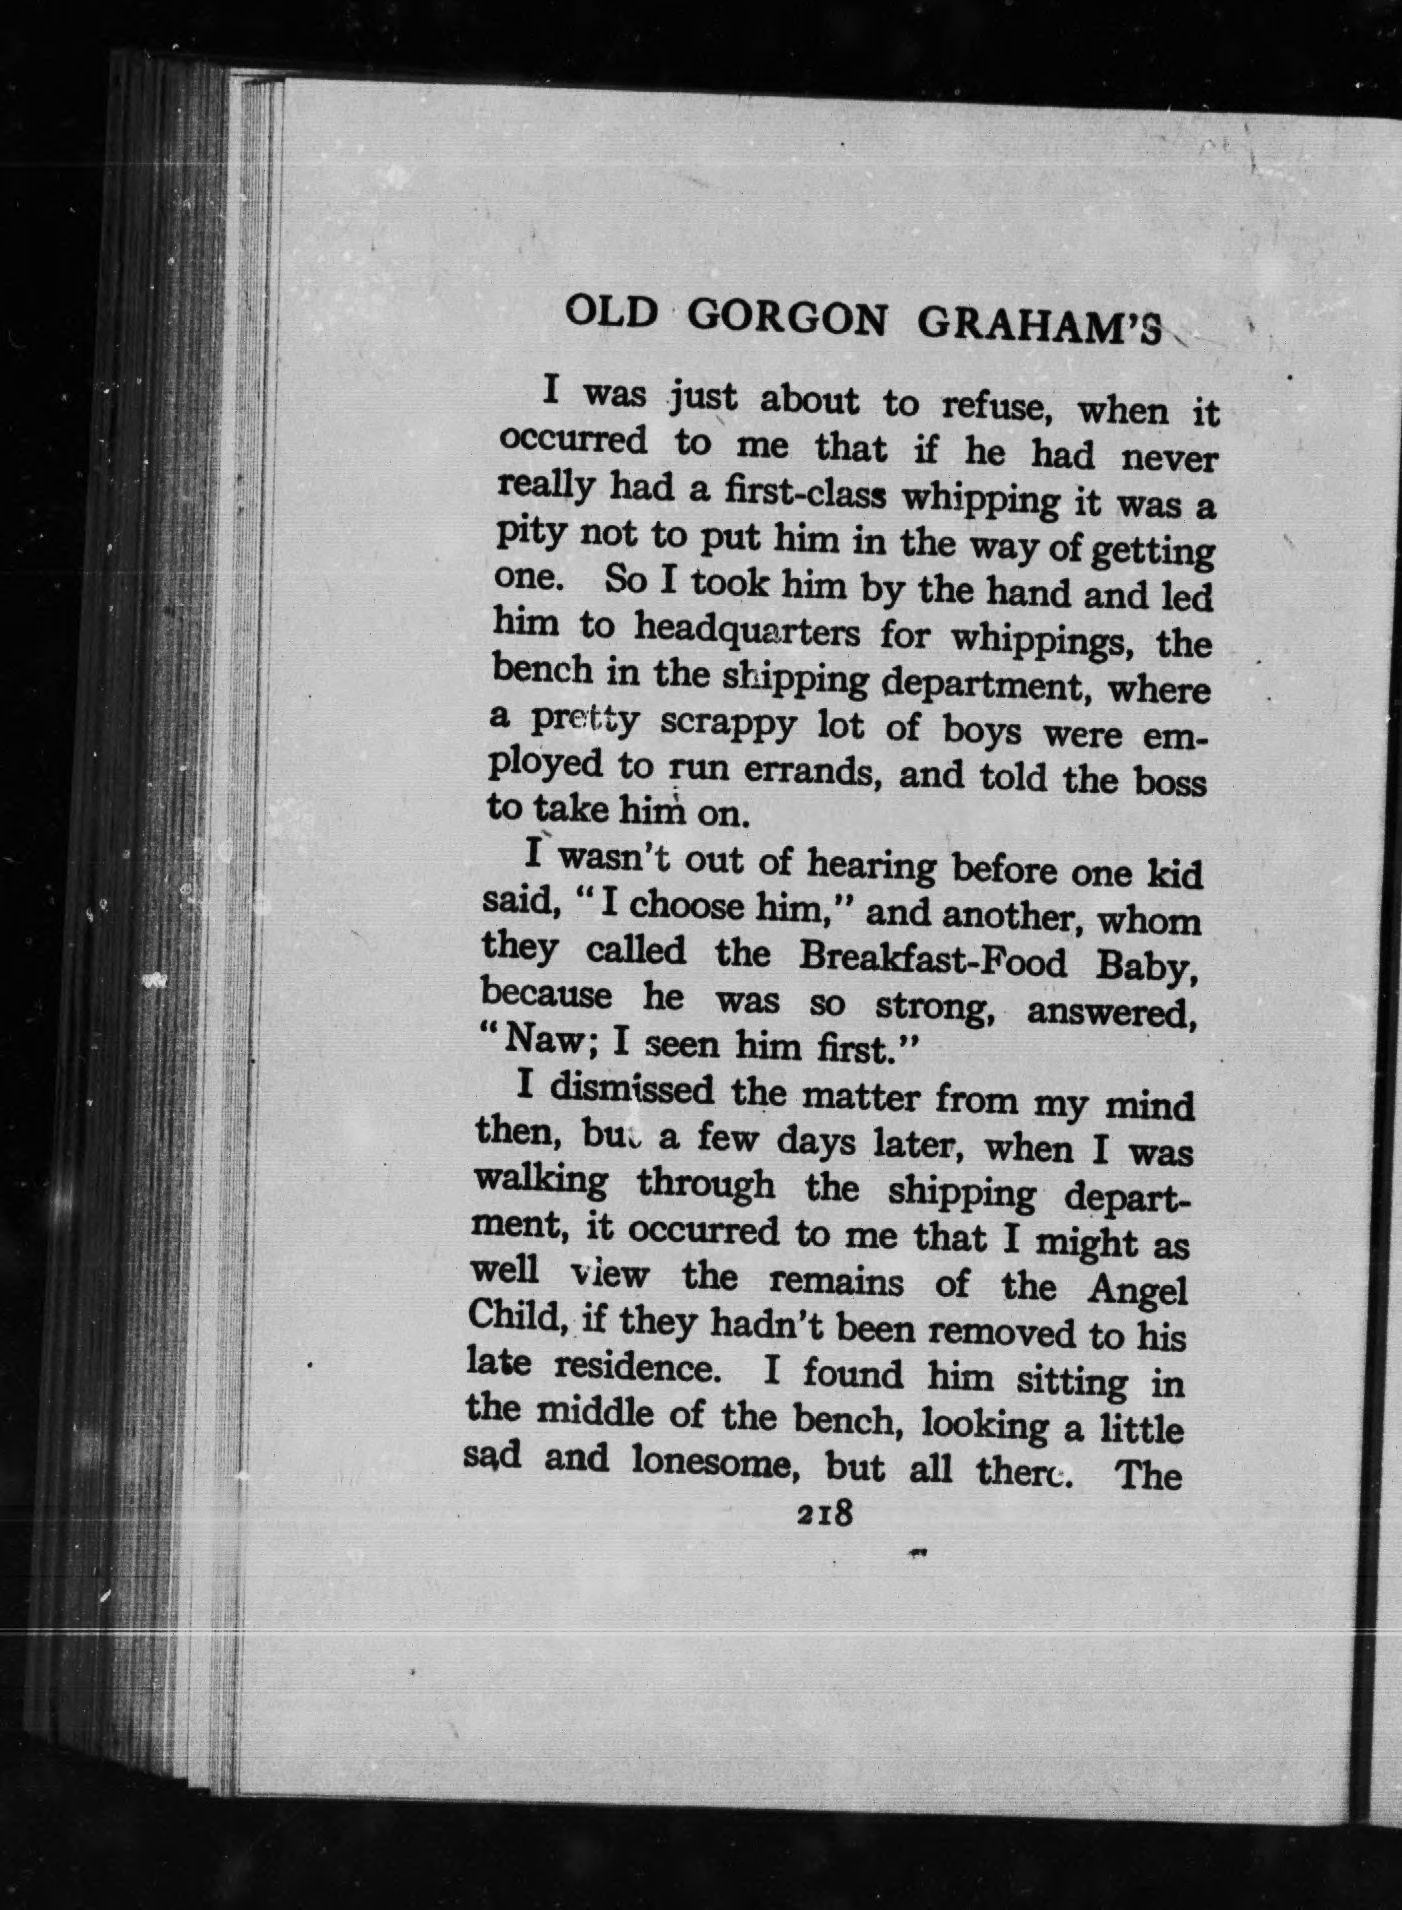 OLD GORGON GRAHAM'S
I was just about to refuse, when it
occurred to me that if he had never
really had a first-class whipping it was a
pity not to put him in the way of getting
one. So I took him by the hand and led
him to headquarters for whippings, the
bench in the shipping department, where
a pretty scrappy lot of boys were em-
ployed to run errands, and told the boss
to take him on.
I wasn't out of hearing before one kid
said, "I choose him," and another, whom
they called the Breakfast-Food Baby,
because he was so strong, answered,
"Naw; I seen him first."
I dismissed the matter from my mind
then, but a few days later, when I was
walking through the shipping depart-
ment, it occurred to me that I might as
well view the remains of the Angel
Child, if they hadn't been removed to his
late residence. I found him sitting in
the middle of the bench, looking a little
sad and lonesome, but all there. The
218